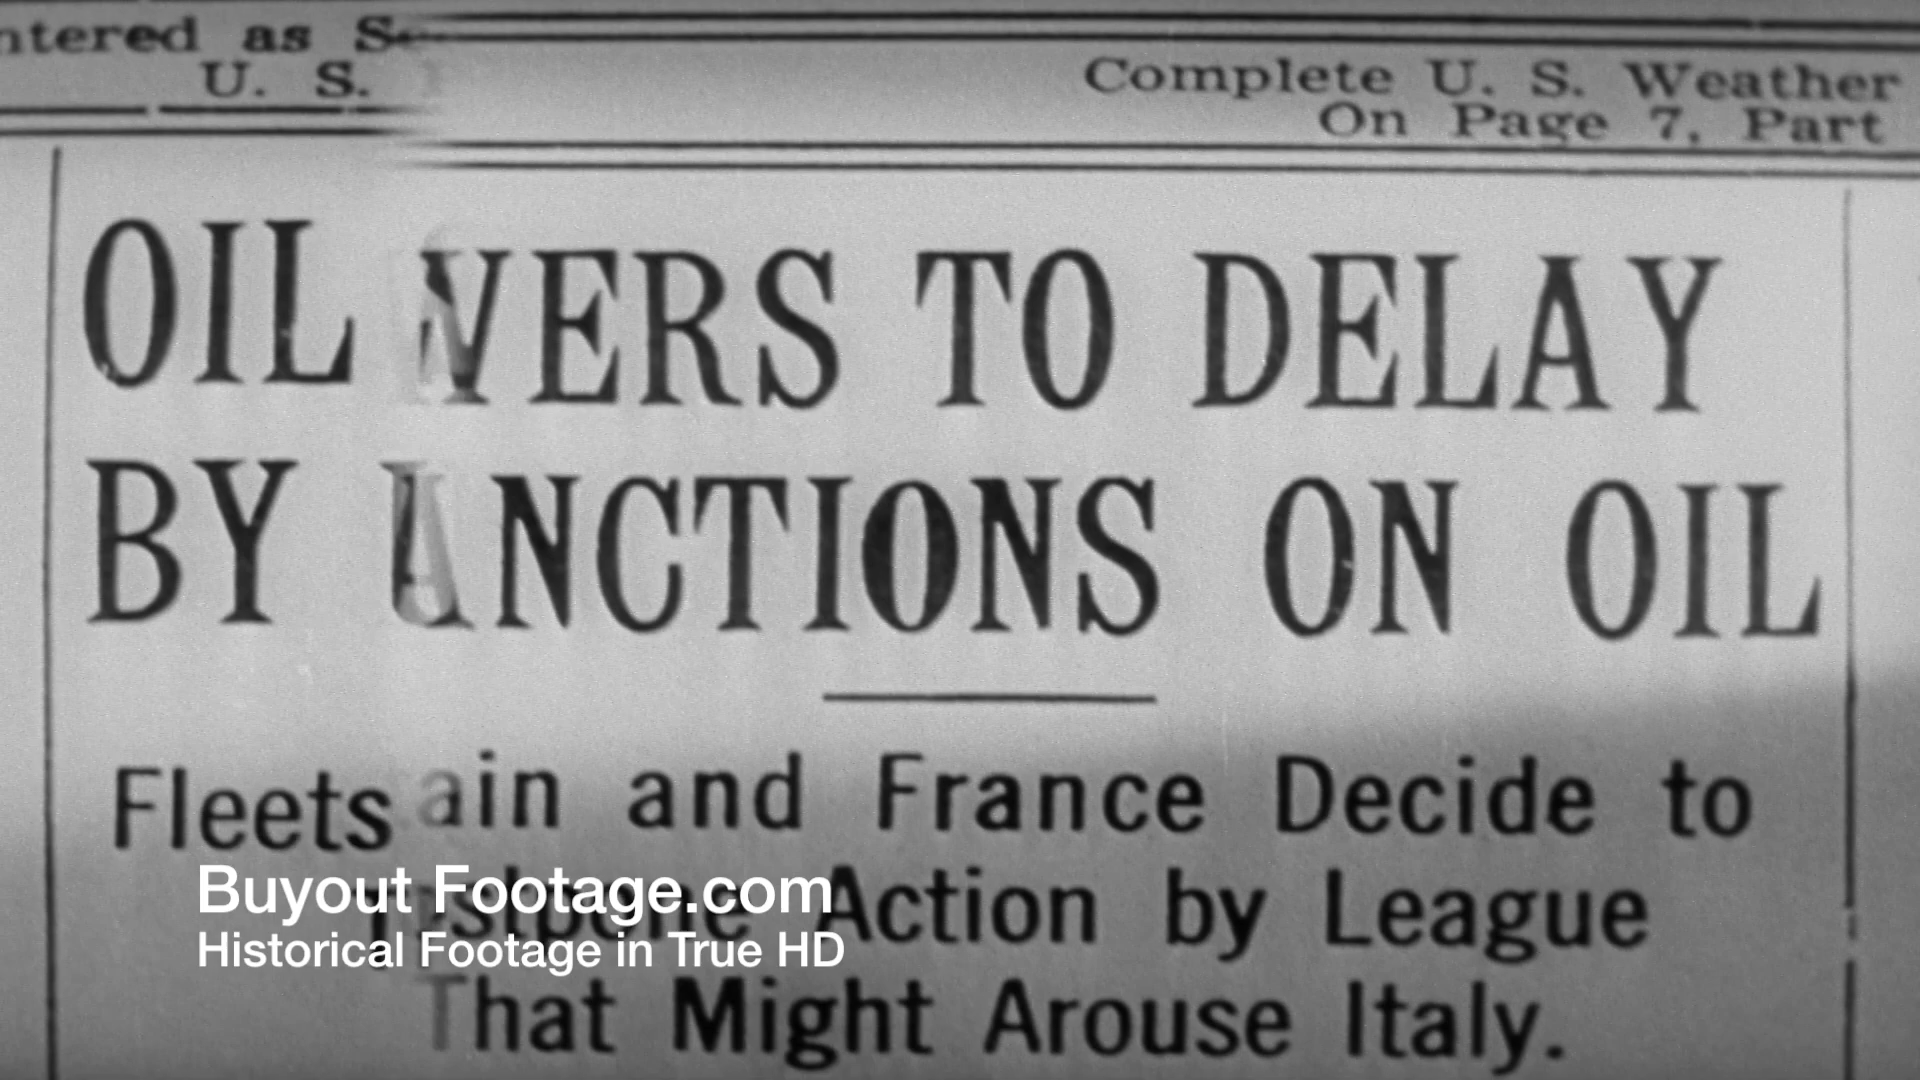 ntered as Se
U. S.
Complete U. S. Weather
On Page 7, Part
OIL VERS TO DELAY
BY NCTIONS ON OIL
Fleets ain and France Decide to
Action by League
That Might Arouse Italy.
Buyout Footage.com
Historical Footage in True HD